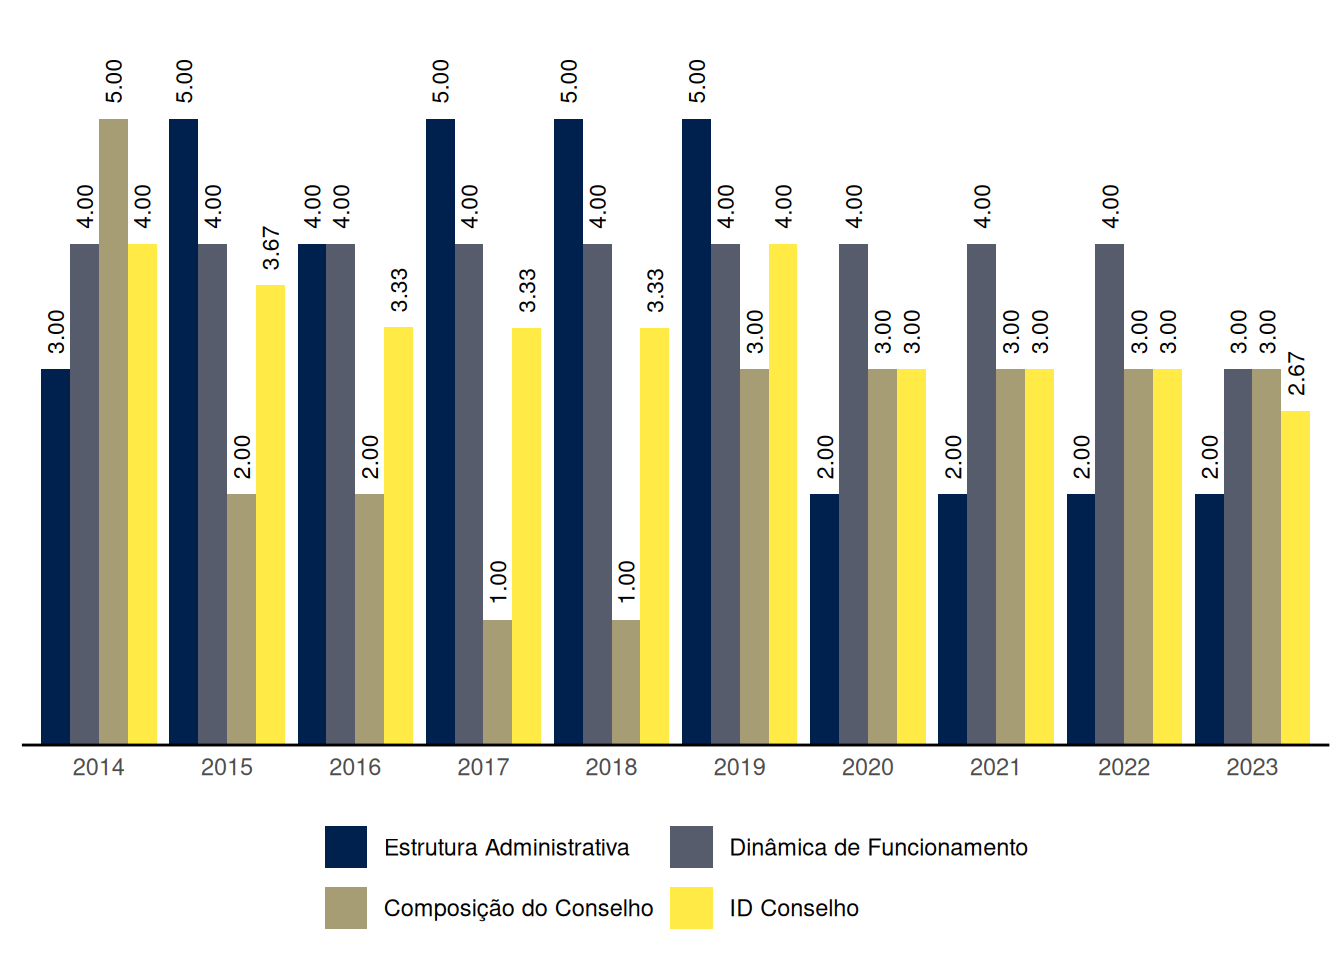 5.00 5.00 5.00 5.00 5.00
4.00 4.00 4.00 4.00 4.00 4.00 4.00 4.00 4.00 4.00 4.00 4.00
3.67
3.33 3.33 3.33
3.00 3.00 3.00 3.00 3.00 3.00 3.00 3.00 3.00 3.00
2.67
2.00 2.00 2.00 2.00 2.00 2.00
1.00 1.00
2014 2015 2016 2017 2018 2019 2020 2021 2022 2023
Estrutura Administrativa Dinâmica de Funcionamento
Composição do Conselho ID Conselho